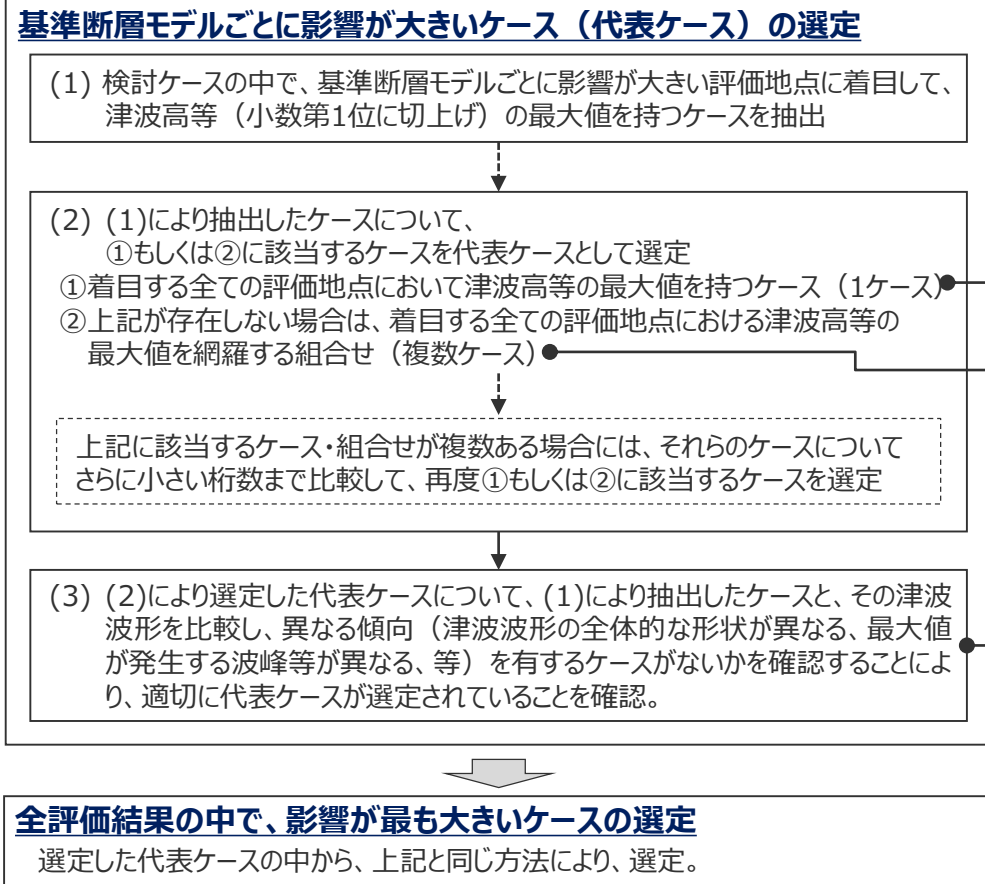 基準断層モデルごとに影響が大きいケース（代表ケース）の選定
(1) 検討ケースの中で、基準断層モデルごとに影響が大きい評価地点に着目して、
津波高等（小数第1位に切上げ）の最大値を持つケースを抽出
(2) (1)により抽出したケースについて、
①もしくは②に該当するケースを代表ケースとして選定
①着目する全ての評価地点において津波高等の最大値を持つケース（1ケース）
②上記が存在しない場合は、着目する全ての評価地点における津波高等の
最大値を網羅する組合せ（複数ケース）
上記に該当するケース・組合せが複数ある場合には、それらのケースについて
さらに小さい桁数まで比較して、再度①もしくは②に該当するケースを選定
(3) (2)により選定した代表ケースについて、(1)により抽出したケースと、その津波
波形を比較し、異なる傾向（津波波形の全体的な形状が異なる、最大値
が発生する波峰等が異なる、等）を有するケースがないかを確認することによ
り、適切に代表ケースが選定されていることを確認。
全評価結果の中で、影響が最も大きいケースの選定
選定した代表ケースの中から、上記と同じ方法により、選定。